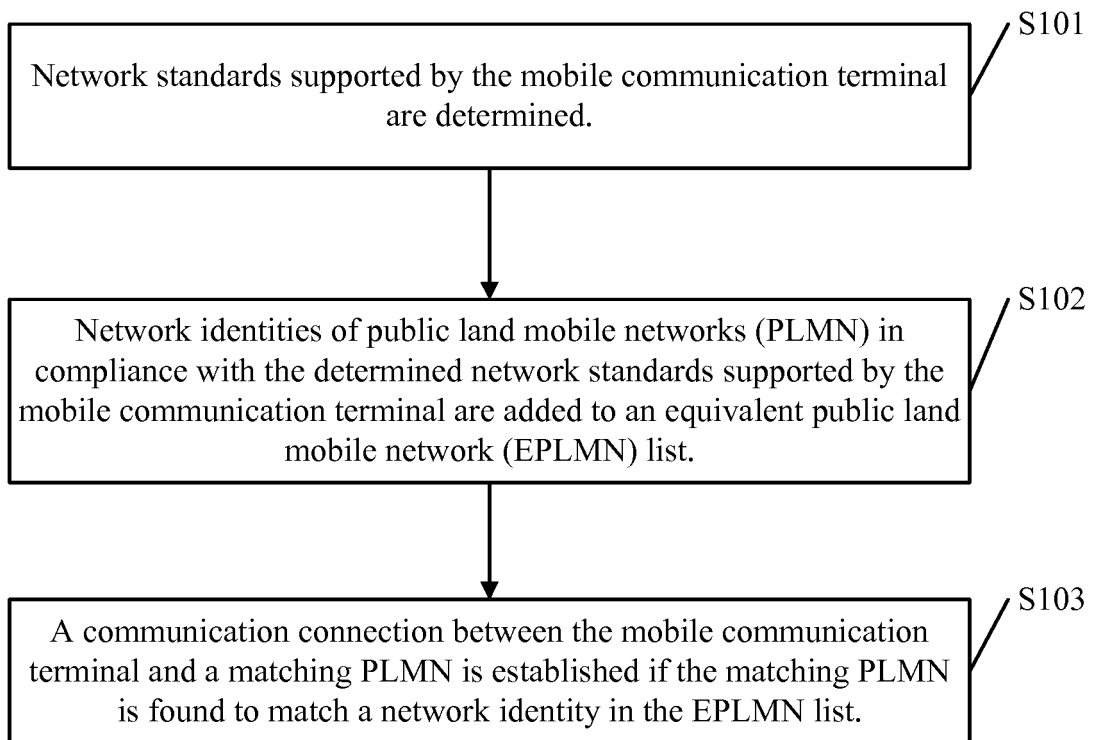 S101
Network standards supported by the mobile communication terminal
are determined.
S102
Network identities of public land mobile networks (PLMN) in
compliance with the determined network standards supported by the
mobile communication terminal are added to an equivalent public land
mobile network (EPLMN) list.
S103
A communication connection between the mobile communication
terminal and a matching PLMN is established if the matching PLMN
is found to match a network identity in the EPLMN list.